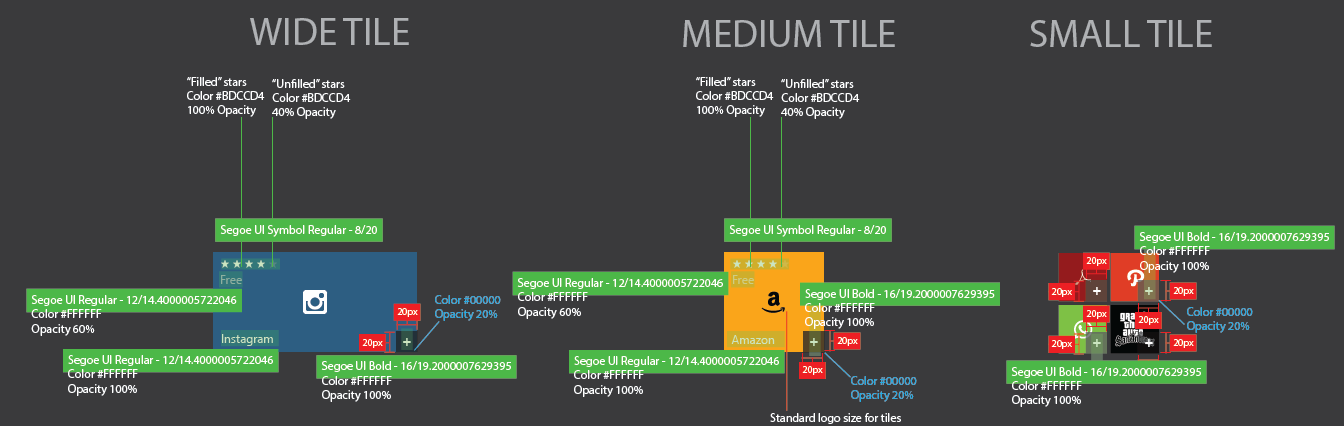 WIDE TILE
"Filled" stars
Color #BDCCD4
100% Opacity
"Unfilled" stars
Color #BDCCD4
40% Opacity
Segoe UI Symbol Regular - 8/20
Free
Segoe UI Regular - 12/14.4000005722046
Color #FFFFFF
Opacity 60%
Color #00000
Opacity 20%
20px
20px
+
Instagram
Segoe UI Regular - 12/14.4000005722046
Color #FFFFFF
Opacity 100%
Segoe UI Bold - 16/19.2000007629395
Color #FFFFFF
Opacity 100%
MEDIUM TILE
"Filled" stars
Color #BDCCD4
100% Opacity
"Unfilled" stars
Color #BDCCD4
40% Opacity
Segoe UI Symbol Regular - 8/20
Free
Segoe UI Regular - 12/14.4000005722046
Color #FFFFFF
Opacity 60%
a
Segoe UI Bold - 16/19.2000007629395
Color #FFFFFF
Opacity 100%
Amazon
+
20px
20px
Segoe UI Regular - 12/14.4000005722046
Color #FFFFFF
Opacity 100%
Color #00000
Opacity 20%
Standard logo size for tiles
SMALL TILE
Segoe UI Bold - 16/19.2000007629395
Color #FFFFFF
Opacity 100%
20px
20px
+
+
20px
Color #00000
Opacity 20%
20px
20px
grand
theft
auto
20px
20px
+
+
Segoe UI Bold - 16/19.2000007629395
Color #FFFFFF
Opacity 100%